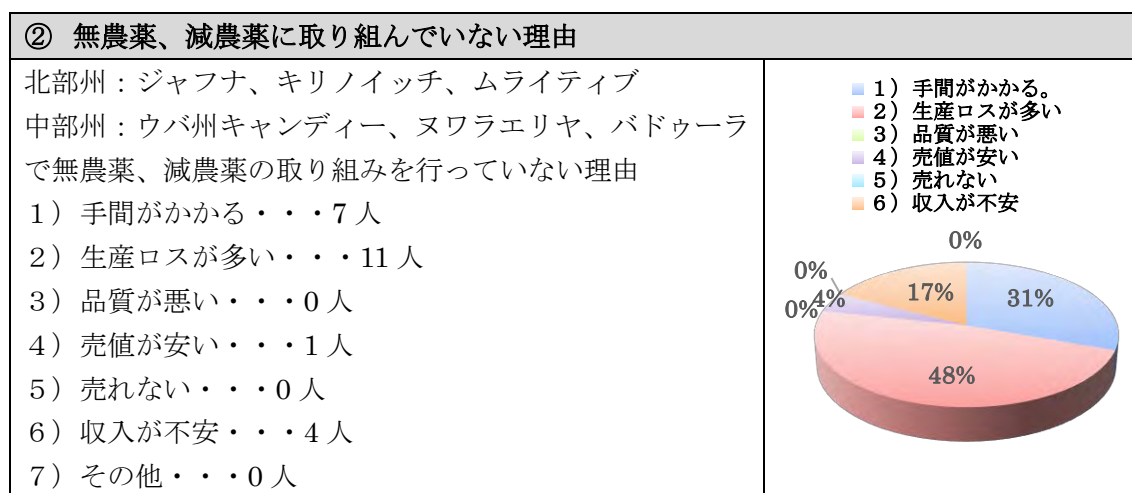 ② 無農薬、減農薬に取り組んでいない理由
北部州：ジャフナ、キリノイッチ、ムライティブ
中部州：ウバ州キャンディー、ヌワラエリヤ、バドゥーラ
で無農薬、減農薬の取り組みを行っていない理由
１）手間がかかる・・・7 人
２）生産ロスが多い・・・11 人
３）品質が悪い・・・0 人
４）売値が安い・・・1 人
５）売れない・・・0 人
６）収入が不安・・・4 人
７）その他・・・0 人
１）手間がかかる。
２）生産ロスが多い
３）品質が悪い
４）売値が安い
５）売れない
６）収入が不安
0%
0%
0%
4%
17%
31%
48%